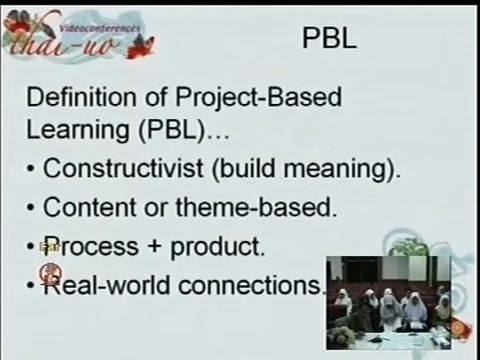 Videoconferences
thai-uo
PBL
Definition of Project-Based
Learning (PBL)…
• Constructivist (build meaning).
• Content or theme-based.
Far
• Process + product.
• Real-world connections.